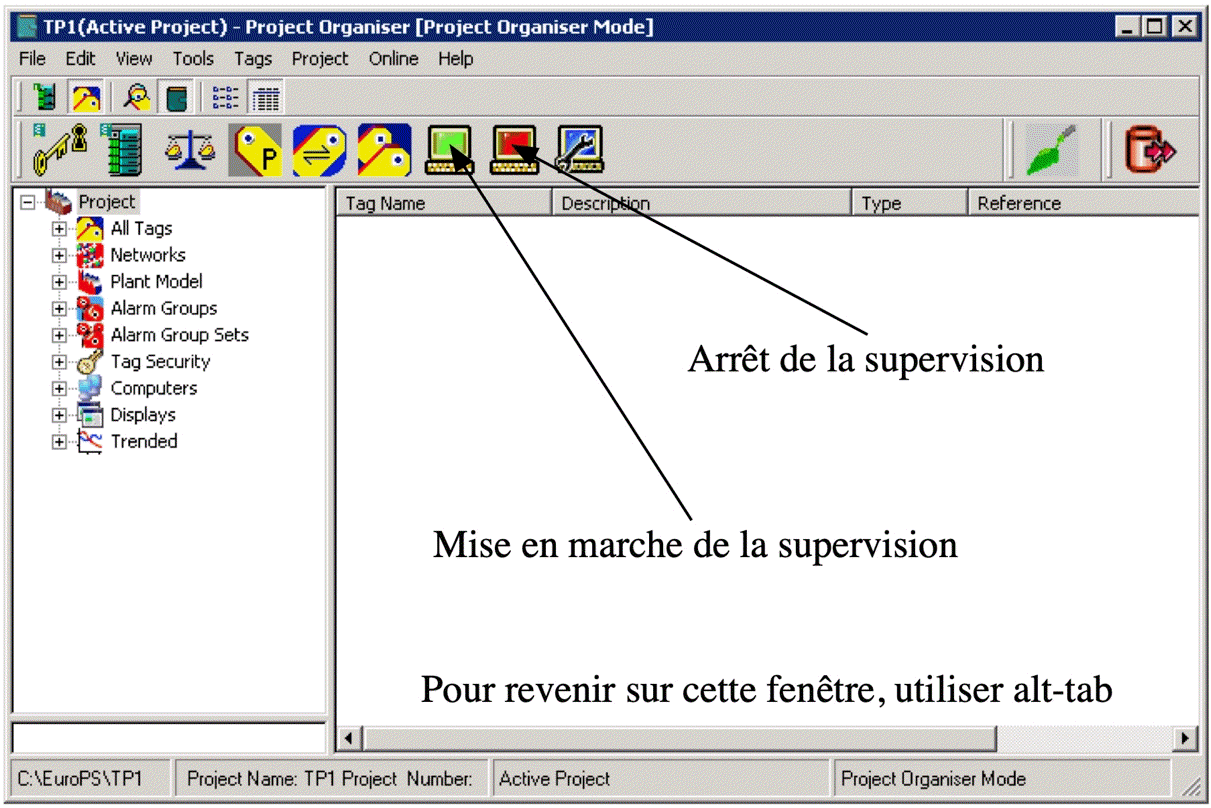 TP1(Active Project) - Project Organiser [Project Organiser Mode]
File Edit View Tools Tags Project Online Help
P
Project
All Tags
Networks
Plant Model
Alarm Groups
Alarm Group Sets
Tag Security
Computers
Displays
Trended
Tag Name Description Type Reference
Arrêt de la supervision
Mise en marche de la supervision
Pour revenir sur cette fenêtre, utiliser alt-tab
C:\EuroPS\TP1 Project Name: TP1 Project Number: Active Project Project Organiser Mode